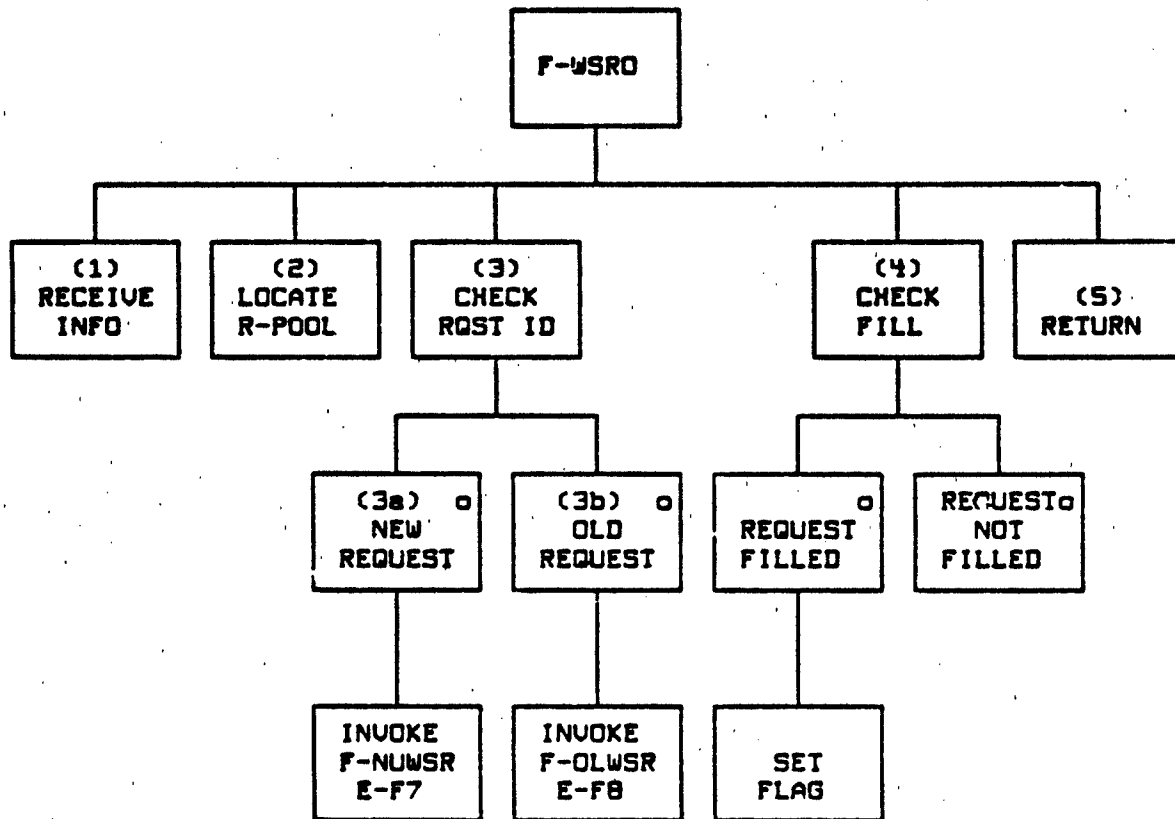 F-WSRO
(1)
RECEIVE
INFO
(2)
LOCATE
R-POOL
(3)
CHECK
RQST ID
(4)
CHECK
FILL
(5)
RETURN
(3a)
NEW
REQUEST
(3b)
OLD
REQUEST
REQUEST
FILLED
REQUEST
NOT
FILLED
INVOKE
F-NUWSR
E-F7
INVOKE
F-OLWSR
E-F8
SET
FLAG